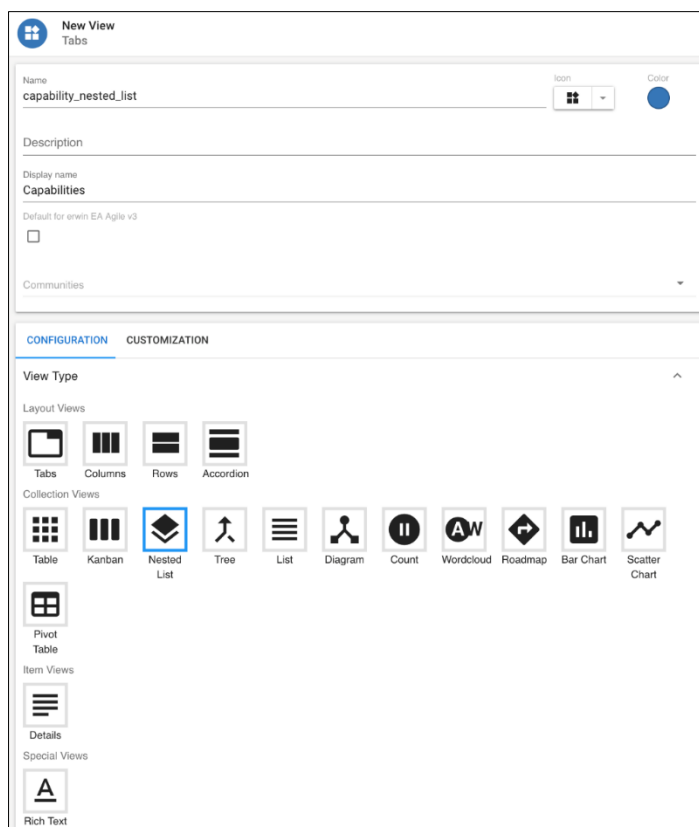 New View
Tabs
Name
Icon
Color
capability_nested_list
Description
Display name
Capabilities
Default for erwin EA Agile v3
Communities
CONFIGURATION
CUSTOMIZATION
View Type
Layout Views
Tabs
Columns
Rows
Accordion
Collection Views
AW
Table
Kanban
Nested
List
Tree
List
Diagram
Count
Wordcloud
Roadmap
Bar Chart
Scatter
Chart
Pivot
Table
Item Views
Details
Special Views
A
Rich Text